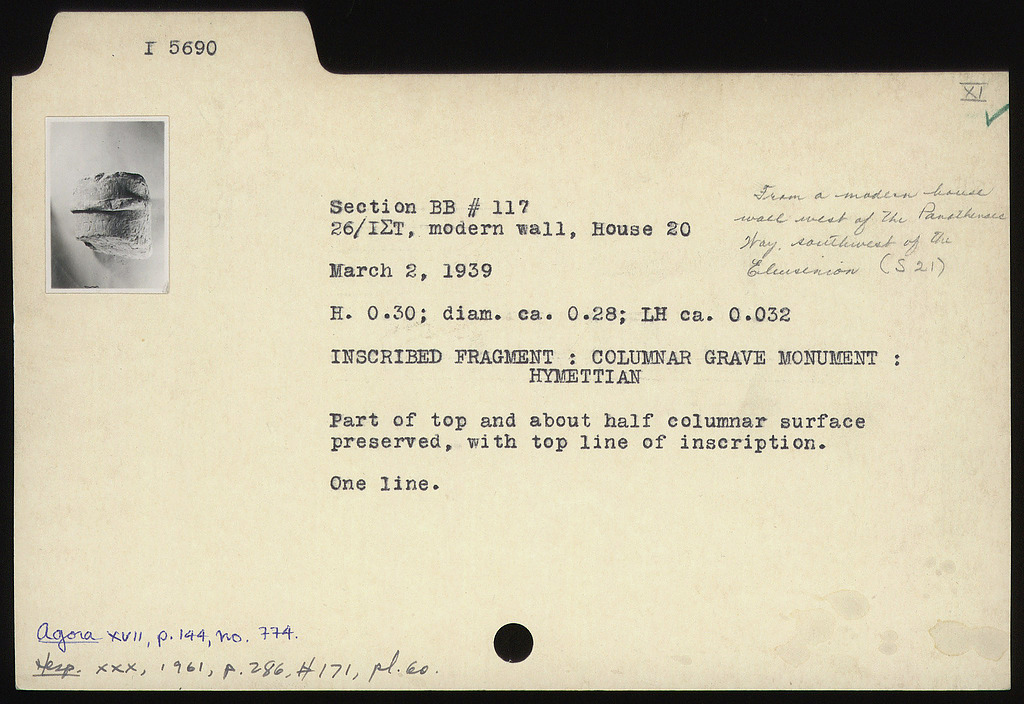 I 5690
XI
Section BB # 117
26/ΙΣΤ, modern wall, House 20
From a modern house
wall west of the Panathenaic
Way, southwest of the
Eleusinion (S 21)
March 2, 1939
H. 0.30; diam. ca. 0.28; LH ca. 0.032
INSCRIBED FRAGMENT : COLUMNAR GRAVE MONUMENT :
HYMETTIAN
Part of top and about half columnar surface
preserved, with top line of inscription.
One line.
Agora XVII, p. 144, no. 774.
Hesp. XXX, 1961, p. 286, #171, pl. 60.